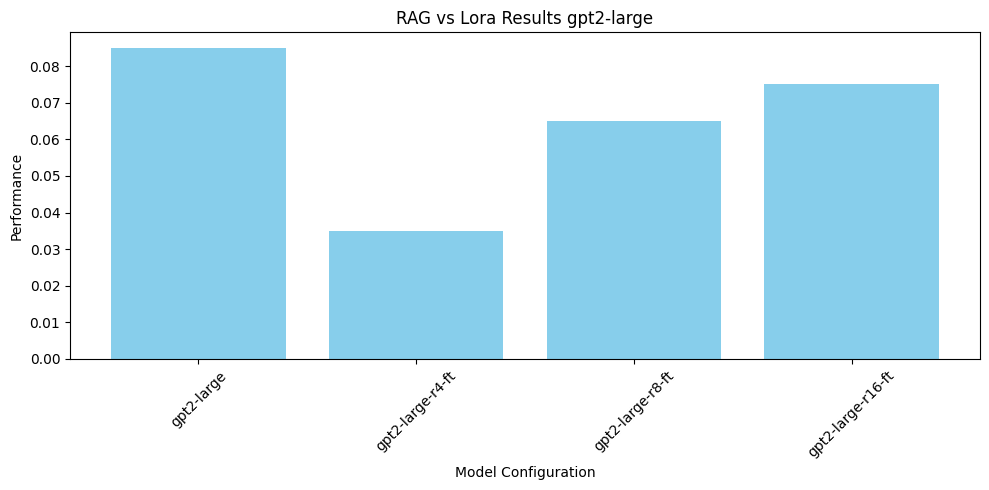 RAG vs Lora Results gpt2-large
Performance
0.08
0.07
0.06
0.05
0.04
0.03
0.02
0.01
0.00
gpt2-large
gpt2-large-r4-ft
gpt2-large-r8-ft
gpt2-large-r16-ft
Model Configuration